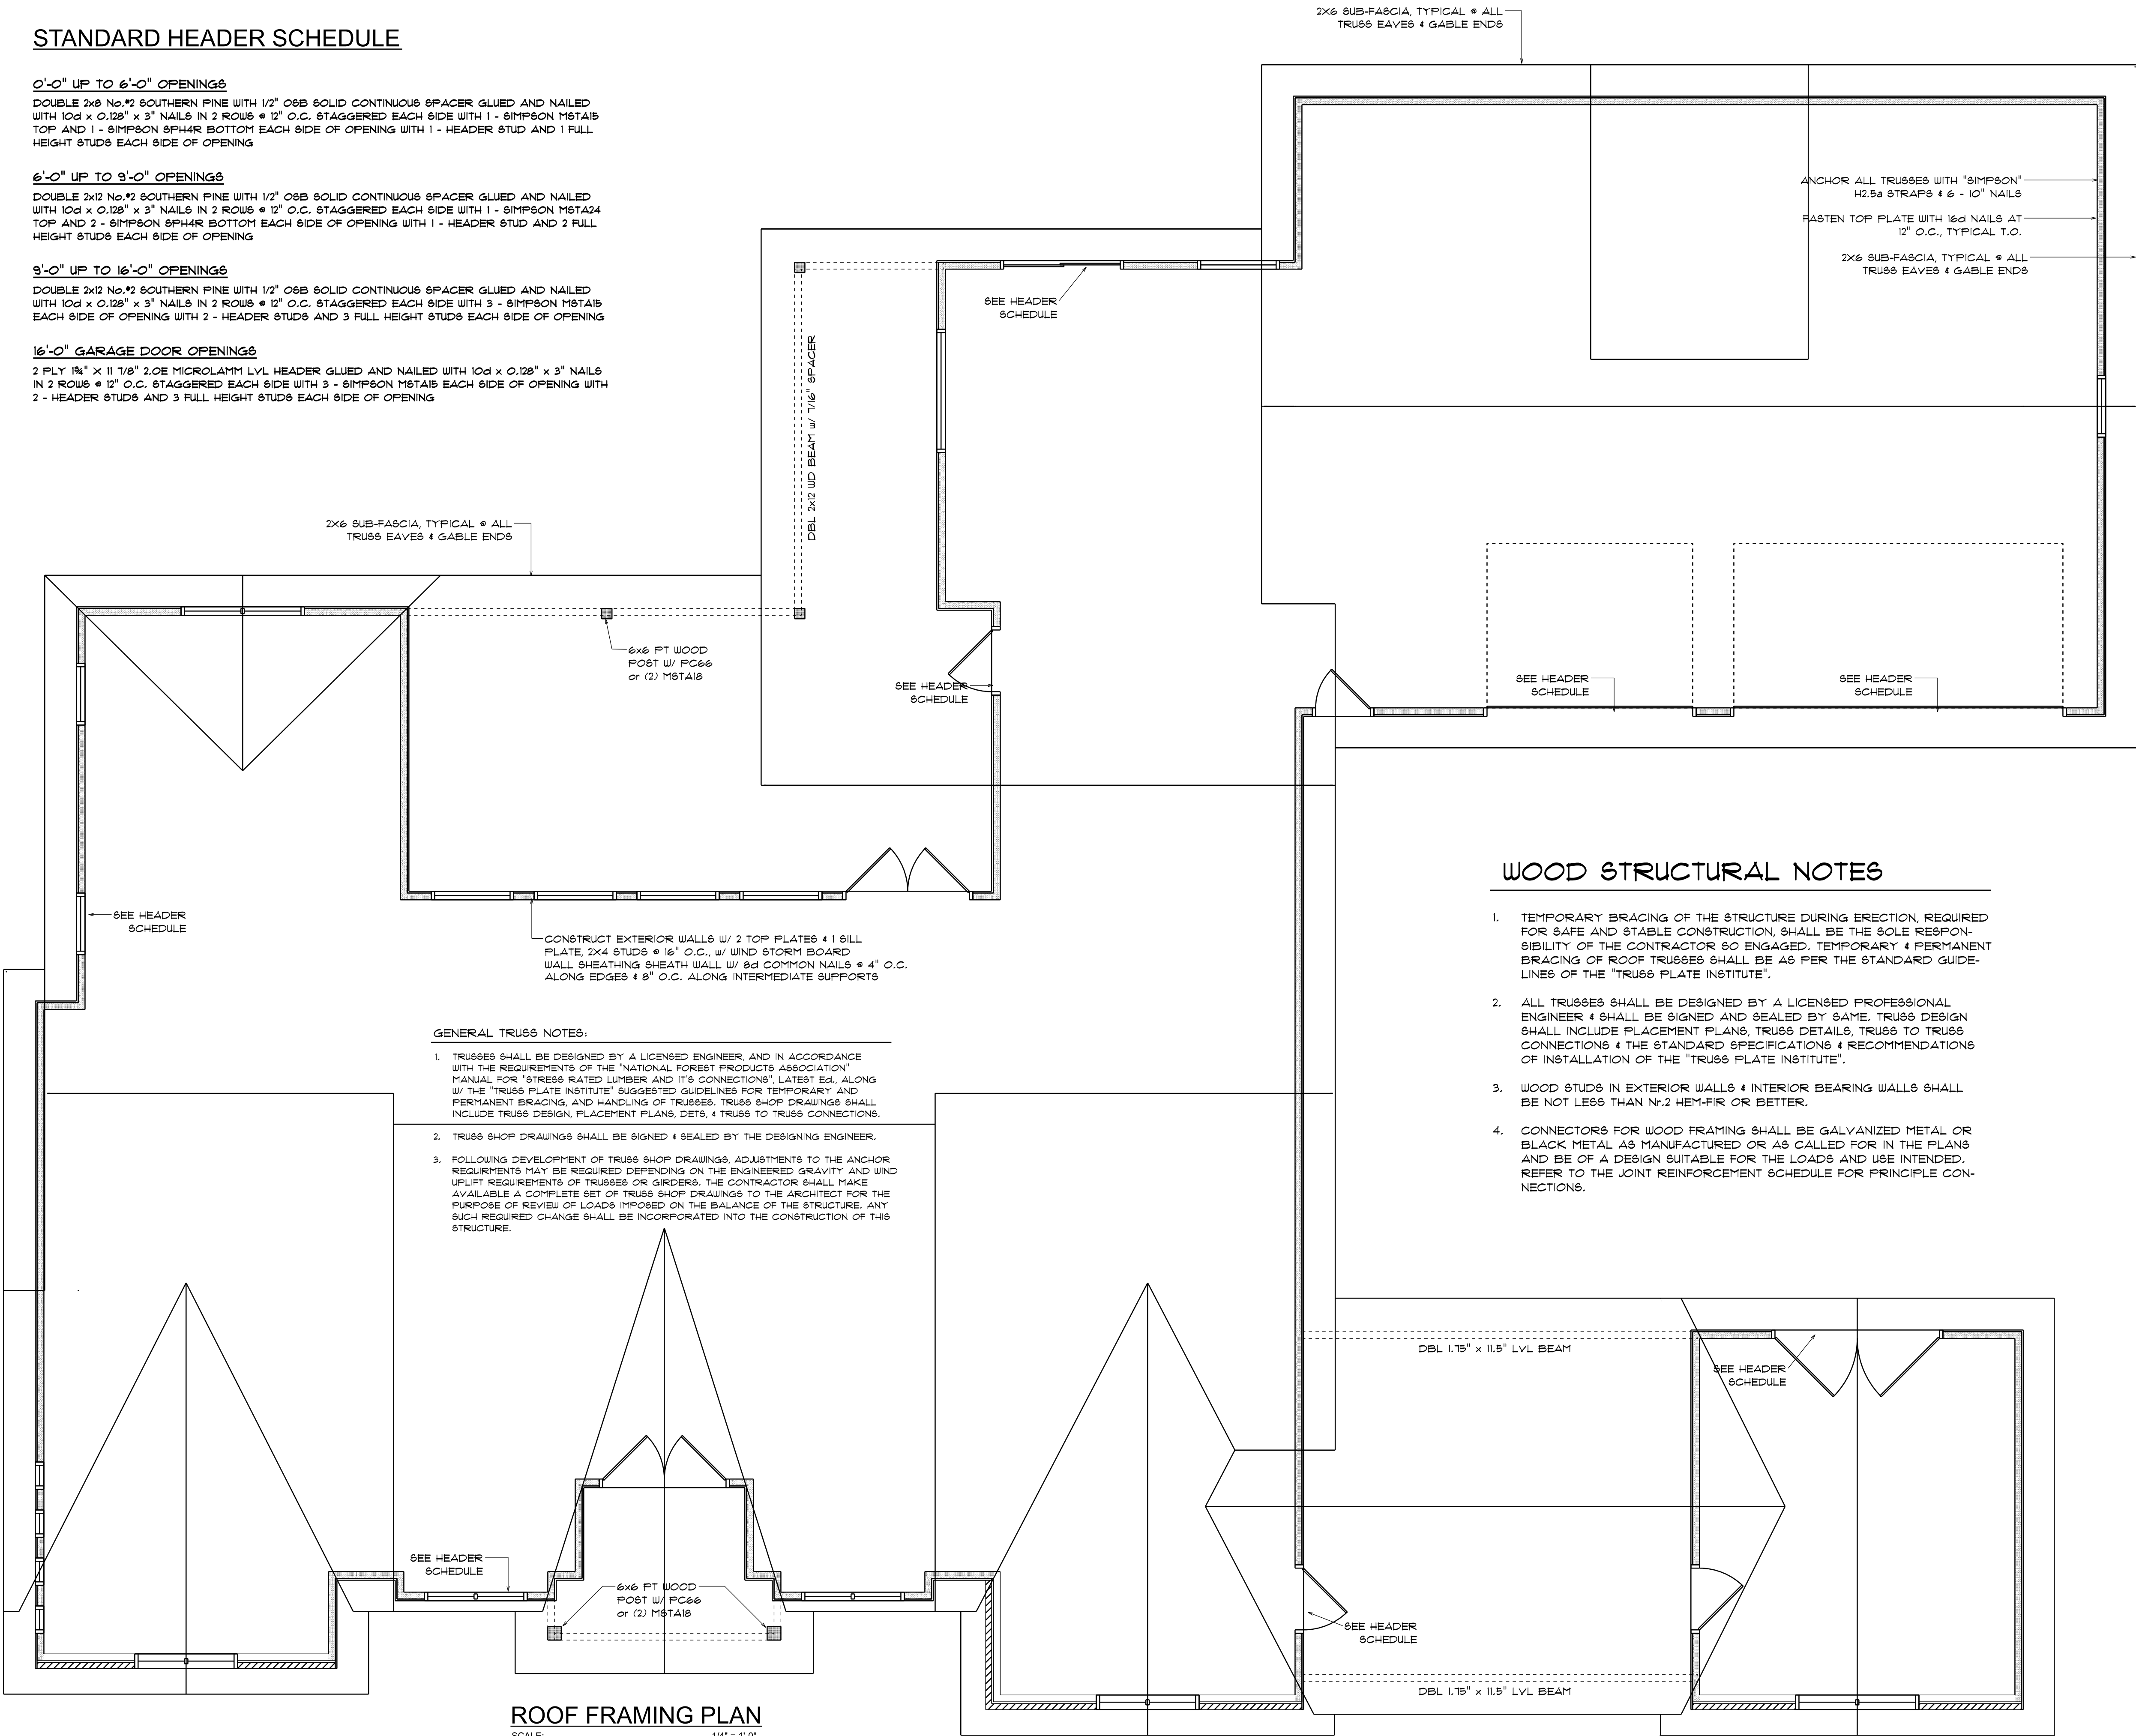 STANDARD HEADER SCHEDULE
0'-0" UP TO 6'-0" OPENINGS
DOUBLE 2x8 No.#2 SOUTHERN PINE WITH 1/2" OSB SOLID CONTINUOUS SPACER GLUED AND NAILED
WITH 10d x 0.128" x 3" NAILS IN 2 ROWS @ 12" O.C. STAGGERED EACH SIDE WITH 1 - SIMPSON MSTA15
TOP AND 1 - SIMPSON SPH4R BOTTOM EACH SIDE OF OPENING WITH 1 - HEADER STUD AND 1 FULL
HEIGHT STUDS EACH SIDE OF OPENING
6'-0" UP TO 9'-0" OPENINGS
DOUBLE 2x12 No.#2 SOUTHERN PINE WITH 1/2" OSB SOLID CONTINUOUS SPACER GLUED AND NAILED
WITH 10d x 0.128" x 3" NAILS IN 2 ROWS @ 12" O.C. STAGGERED EACH SIDE WITH 1 - SIMPSON MSTA24
TOP AND 2 - SIMPSON SPH4R BOTTOM EACH SIDE OF OPENING WITH 1 - HEADER STUD AND 2 FULL
HEIGHT STUDS EACH SIDE OF OPENING
9'-0" UP TO 16'-0" OPENINGS
DOUBLE 2x12 No.#2 SOUTHERN PINE WITH 1/2" OSB SOLID CONTINUOUS SPACER GLUED AND NAILED
WITH 10d x 0.128" x 3" NAILS IN 2 ROWS @ 12" O.C. STAGGERED EACH SIDE WITH 3 - SIMPSON MSTA15
EACH SIDE OF OPENING WITH 2 - HEADER STUDS AND 3 FULL HEIGHT STUDS EACH SIDE OF OPENING
16'-0" GARAGE DOOR OPENINGS
2 PLY 1¾" X 11 7/8" 2.0E MICROLAMM LVL HEADER GLUED AND NAILED WITH 10d x 0.128" x 3" NAILS
IN 2 ROWS @ 12" O.C. STAGGERED EACH SIDE WITH 3 - SIMPSON MSTA15 EACH SIDE OF OPENING WITH
2 - HEADER STUDS AND 3 FULL HEIGHT STUDS EACH SIDE OF OPENING
2X6 SUB-FASCIA, TYPICAL @ ALL
TRUSS EAVES & GABLE ENDS
ANCHOR ALL TRUSSES WITH "SIMPSON"
H2.5a STRAPS & 6 - 10" NAILS
FASTEN TOP PLATE WITH 16d NAILS AT
12" O.C., TYPICAL T.O.
2X6 SUB-FASCIA, TYPICAL @ ALL
TRUSS EAVES & GABLE ENDS
SEE HEADER
SCHEDULE
DBL 2x12 WD BEAM w/ 7/16" SPACER
2X6 SUB-FASCIA, TYPICAL @ ALL
TRUSS EAVES & GABLE ENDS
6x6 PT WOOD
POST W/ PC66
or (2) MSTA18
SEE HEADER
SCHEDULE
SEE HEADER
SCHEDULE
SEE HEADER
SCHEDULE
SEE HEADER
SCHEDULE
CONSTRUCT EXTERIOR WALLS W/ 2 TOP PLATES & 1 SILL
PLATE, 2X4 STUDS @ 16" O.C., w/ WIND STORM BOARD
WALL SHEATHING SHEATH WALL W/ 8d COMMON NAILS @ 4" O.C.
ALONG EDGES & 8" O.C. ALONG INTERMEDIATE SUPPORTS
GENERAL TRUSS NOTES:
1. TRUSSES SHALL BE DESIGNED BY A LICENSED ENGINEER, AND IN ACCORDANCE
WITH THE REQUIREMENTS OF THE "NATIONAL FOREST PRODUCTS ASSOCIATION"
MANUAL FOR "STRESS RATED LUMBER AND IT'S CONNECTIONS", LATEST Ed., ALONG
W/ THE "TRUSS PLATE INSTITUTE" SUGGESTED GUIDELINES FOR TEMPORARY AND
PERMANENT BRACING, AND HANDLING OF TRUSSES. TRUSS SHOP DRAWINGS SHALL
INCLUDE TRUSS DESIGN, PLACEMENT PLANS, DETS, & TRUSS TO TRUSS CONNECTIONS.
2. TRUSS SHOP DRAWINGS SHALL BE SIGNED & SEALED BY THE DESIGNING ENGINEER.
3. FOLLOWING DEVELOPMENT OF TRUSS SHOP DRAWINGS, ADJUSTMENTS TO THE ANCHOR
REQUIRMENTS MAY BE REQUIRED DEPENDING ON THE ENGINEERED GRAVITY AND WIND
UPLIFT REQUIREMENTS OF TRUSSES OR GIRDERS. THE CONTRACTOR SHALL MAKE
AVAILABLE A COMPLETE SET OF TRUSS SHOP DRAWINGS TO THE ARCHITECT FOR THE
PURPOSE OF REVIEW OF LOADS IMPOSED ON THE BALANCE OF THE STRUCTURE. ANY
SUCH REQUIRED CHANGE SHALL BE INCORPORATED INTO THE CONSTRUCTION OF THIS
STRUCTURE.
WOOD STRUCTURAL NOTES
1. TEMPORARY BRACING OF THE STRUCTURE DURING ERECTION, REQUIRED
FOR SAFE AND STABLE CONSTRUCTION, SHALL BE THE SOLE RESPON-
SIBILITY OF THE CONTRACTOR SO ENGAGED. TEMPORARY & PERMANENT
BRACING OF ROOF TRUSSES SHALL BE AS PER THE STANDARD GUIDE-
LINES OF THE "TRUSS PLATE INSTITUTE".
2. ALL TRUSSES SHALL BE DESIGNED BY A LICENSED PROFESSIONAL
ENGINEER & SHALL BE SIGNED AND SEALED BY SAME. TRUSS DESIGN
SHALL INCLUDE PLACEMENT PLANS, TRUSS DETAILS, TRUSS TO TRUSS
CONNECTIONS & THE STANDARD SPECIFICATIONS & RECOMMENDATIONS
OF INSTALLATION OF THE "TRUSS PLATE INSTITUTE".
3. WOOD STUDS IN EXTERIOR WALLS & INTERIOR BEARING WALLS SHALL
BE NOT LESS THAN Nr.2 HEM-FIR OR BETTER.
4. CONNECTORS FOR WOOD FRAMING SHALL BE GALVANIZED METAL OR
BLACK METAL AS MANUFACTURED OR AS CALLED FOR IN THE PLANS
AND BE OF A DESIGN SUITABLE FOR THE LOADS AND USE INTENDED.
REFER TO THE JOINT REINFORCEMENT SCHEDULE FOR PRINCIPLE CON-
NECTIONS.
DBL 1.75" x 11.5" LVL BEAM
SEE HEADER
SCHEDULE
SEE HEADER
SCHEDULE
6x6 PT WOOD
POST W/ PC66
or (2) MSTA18
SEE HEADER
SCHEDULE
DBL 1.75" x 11.5" LVL BEAM
ROOF FRAMING PLAN
SCALE: 1/4" = 1'-0"